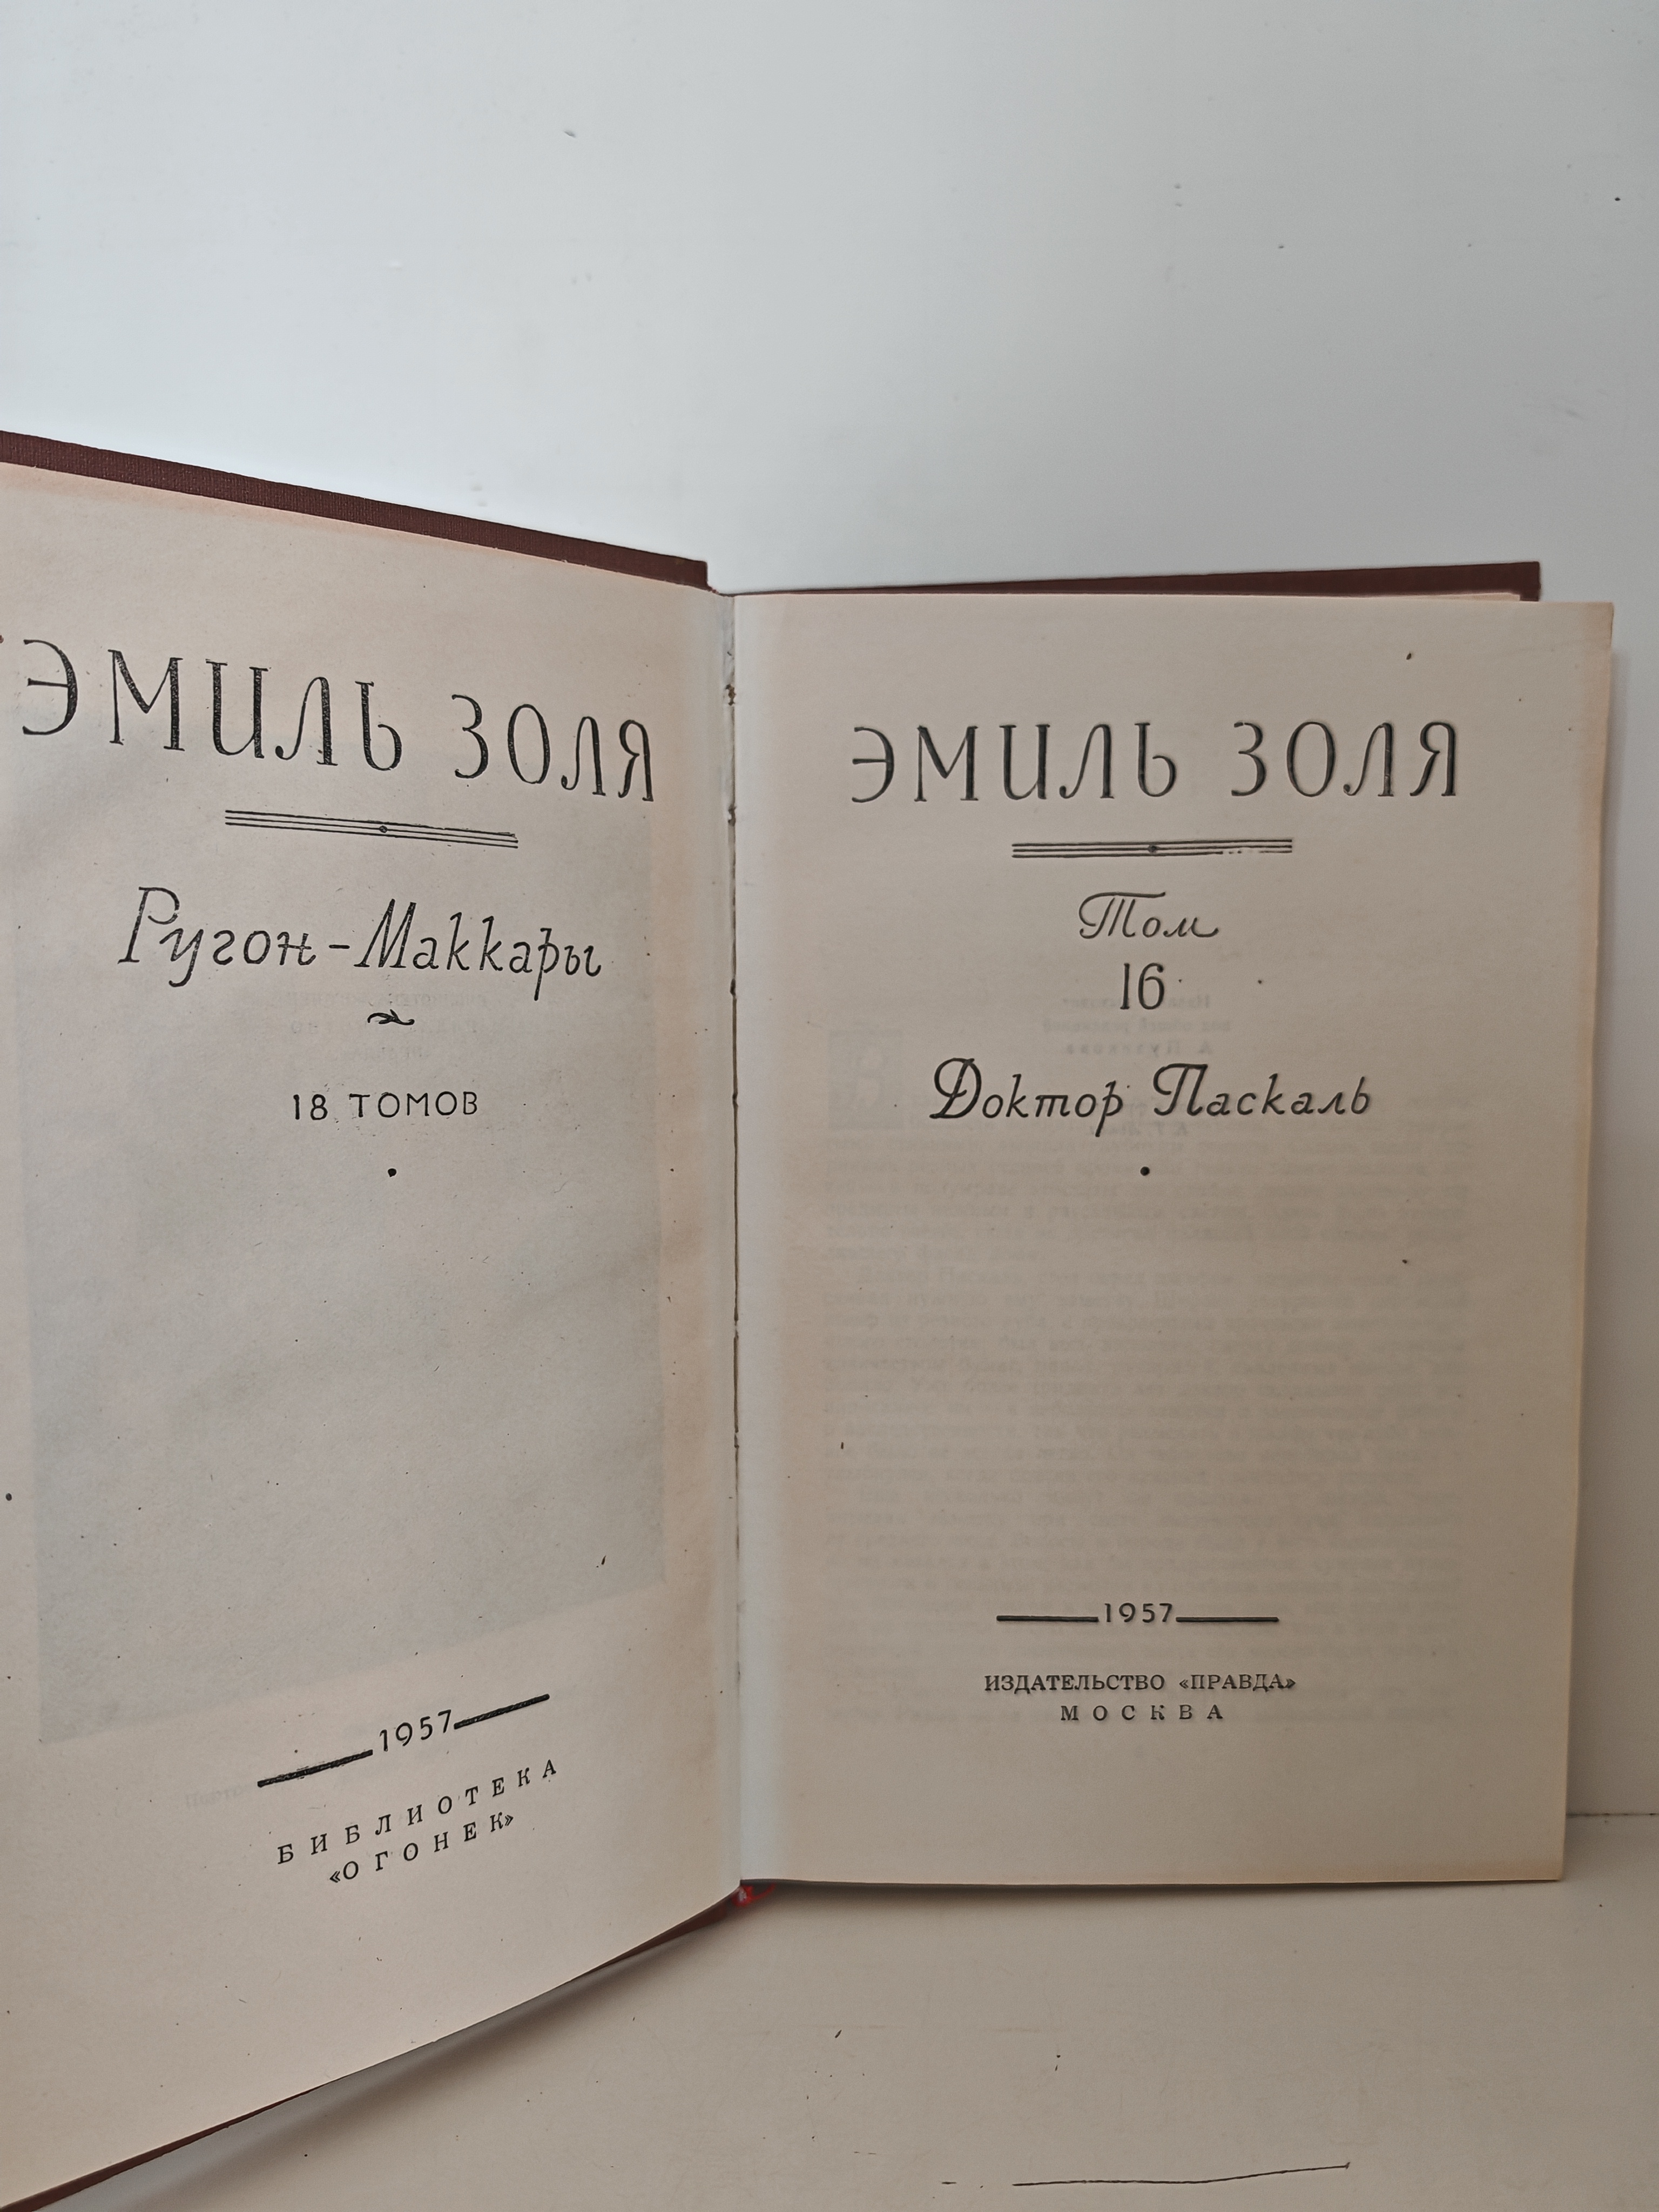 ЭМИЛЬ ЗОЛЯ
Ругон-Маккары
18 ТОМОВ
1957
БИБЛИОТЕКА
«ОГОНЕК»
ЭМИЛЬ ЗОЛЯ
Том
16
Доктор Паскаль
1957
ИЗДАТЕЛЬСТВО «ПРАВДА»
МОСКВА